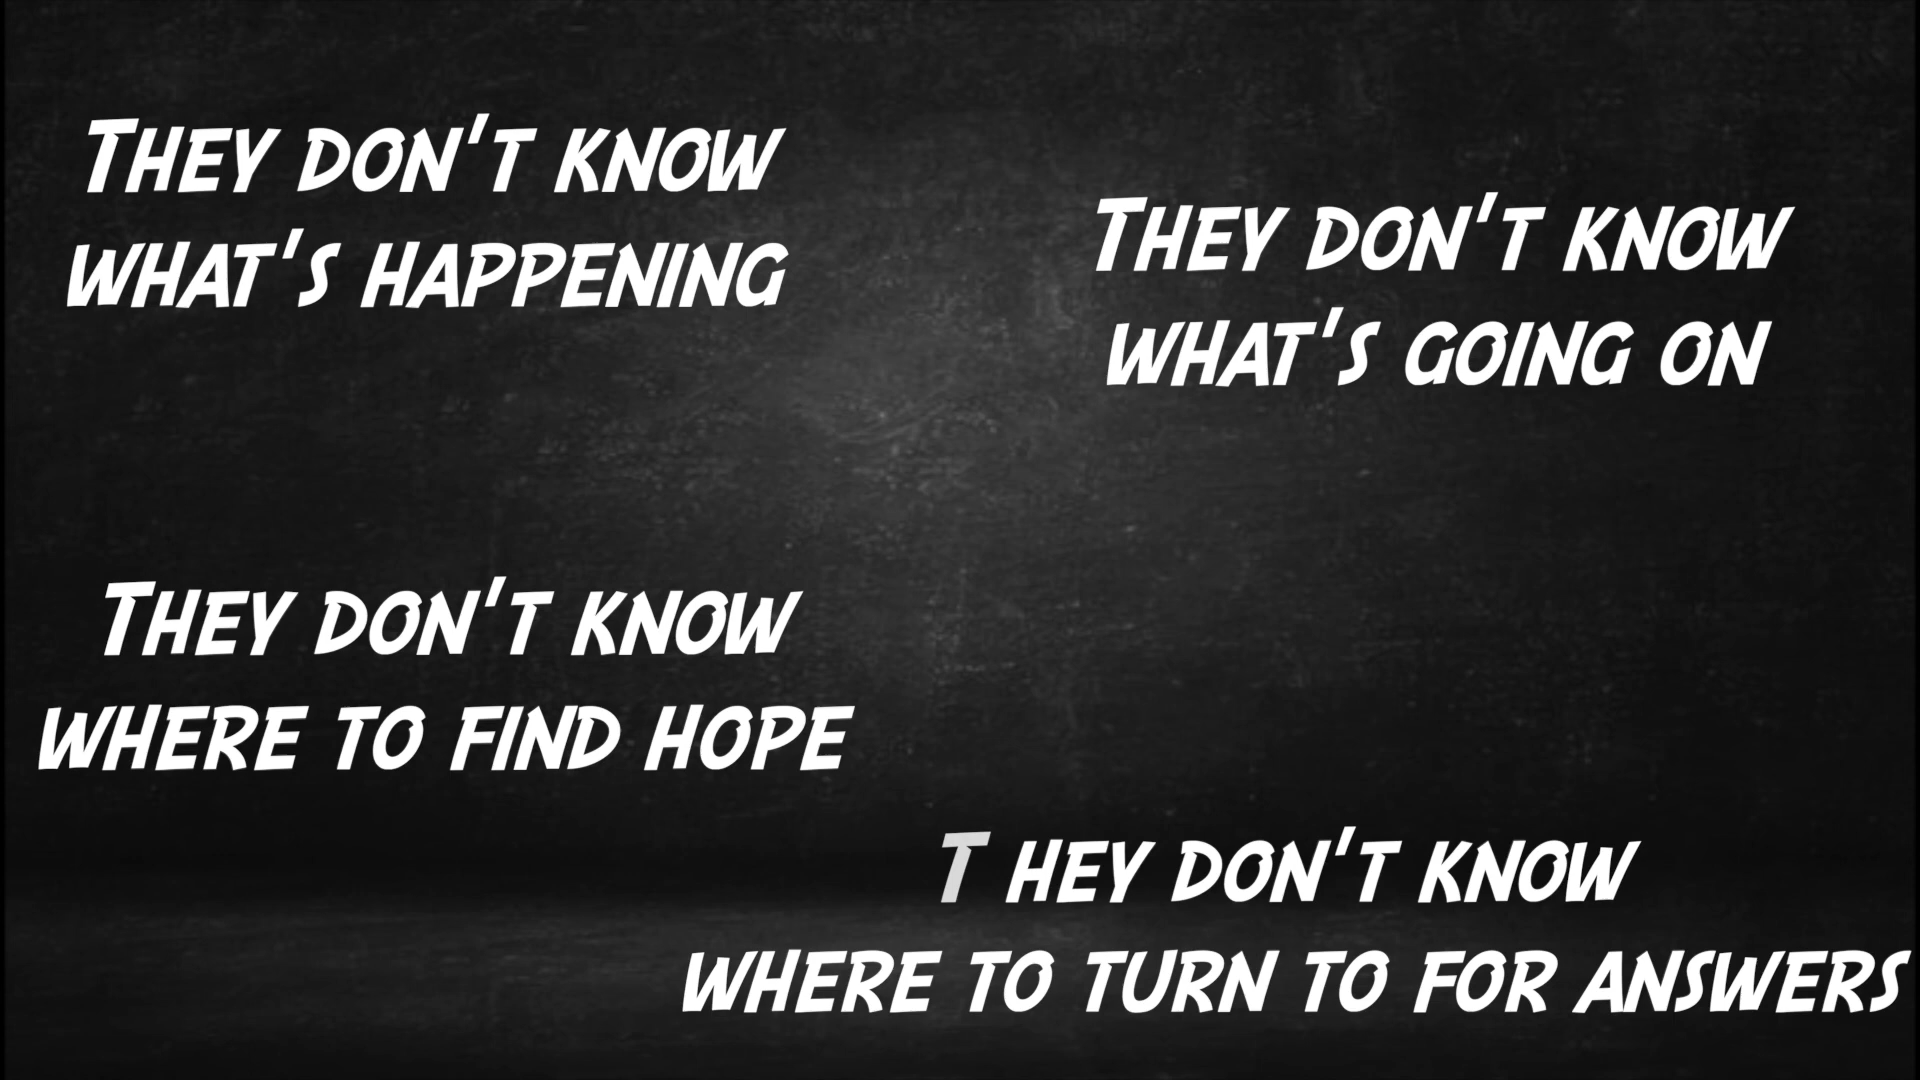 They don't know
what's happening
They don't know
what's going on
They don't know
where to find hope
T hey don't know
where to turn to for answers